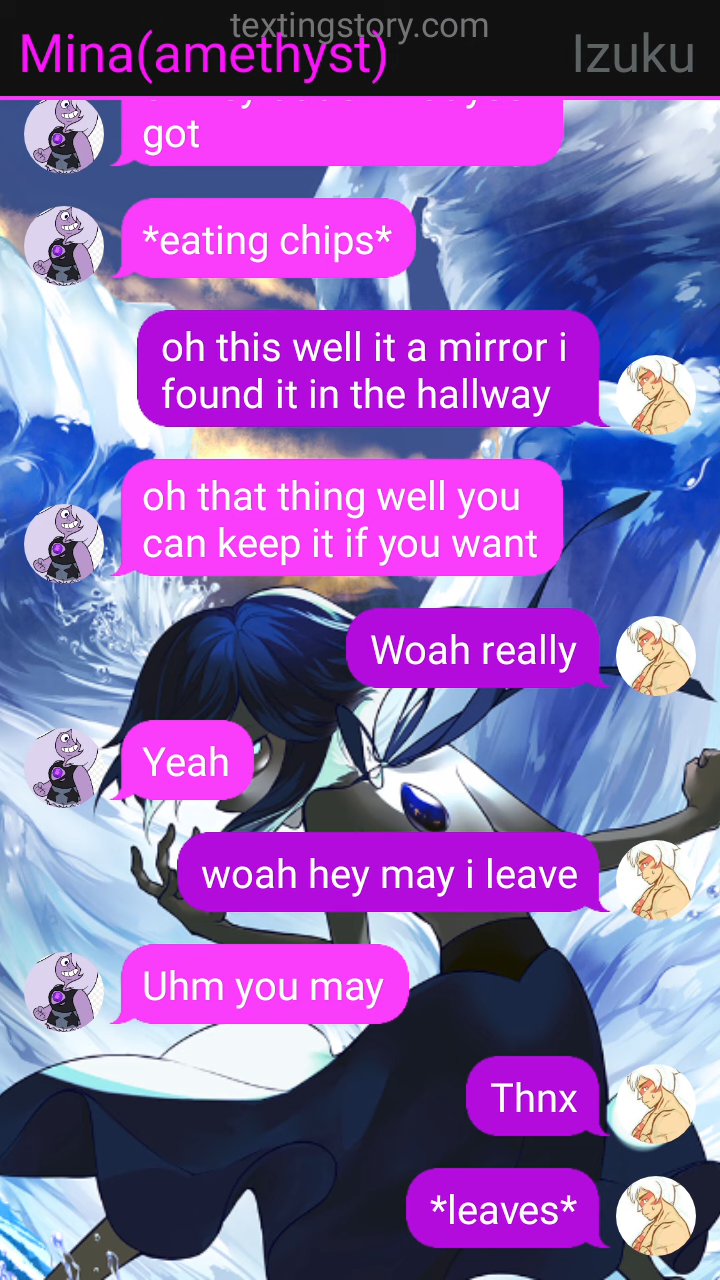 textingstory.com
Mina(amethyst)
Izuku
got
*eating chips*
oh this well it a mirror i
found it in the hallway
oh that thing well you
can keep it if you want
Woah really
Yeah
woah hey may i leave
Uhm you may
Thnx
*leaves*